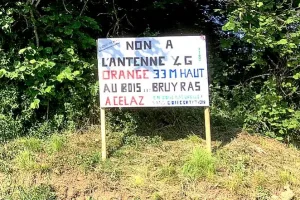 NON A
L'ANTENNE 4G
ORANGE 33 M HAUT
AU BOIS BRUYRAS
A CELAZ